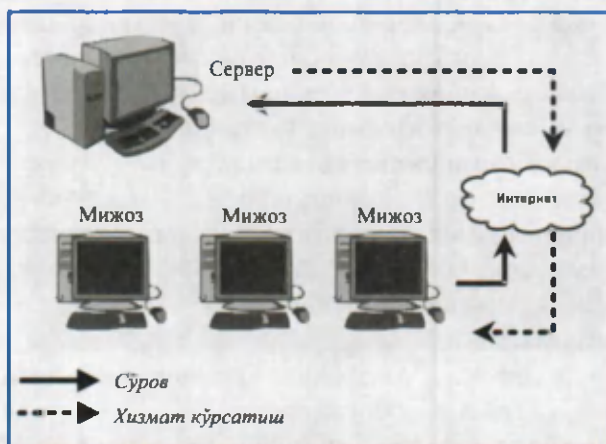 Сервер
Интернет
Мижоз Мижоз Мижоз
Сўров
Хизмат кўрсатиш